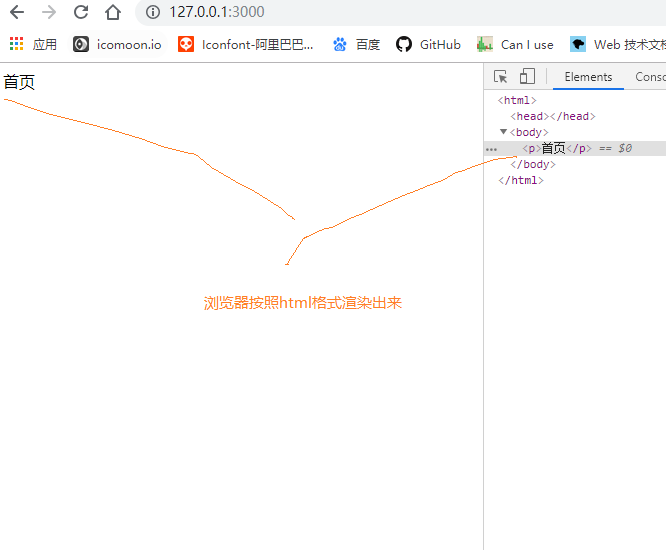 127.0.0.1:3000
应用 icomoon.io Iconfont-阿里巴巴... 百度 GitHub Can I use Web 技术文档
首页
Elements Conso
<html>
<head></head>
<body>
... <p>首页</p> == $0
</body>
</html>
浏览器按照html格式渲染出来